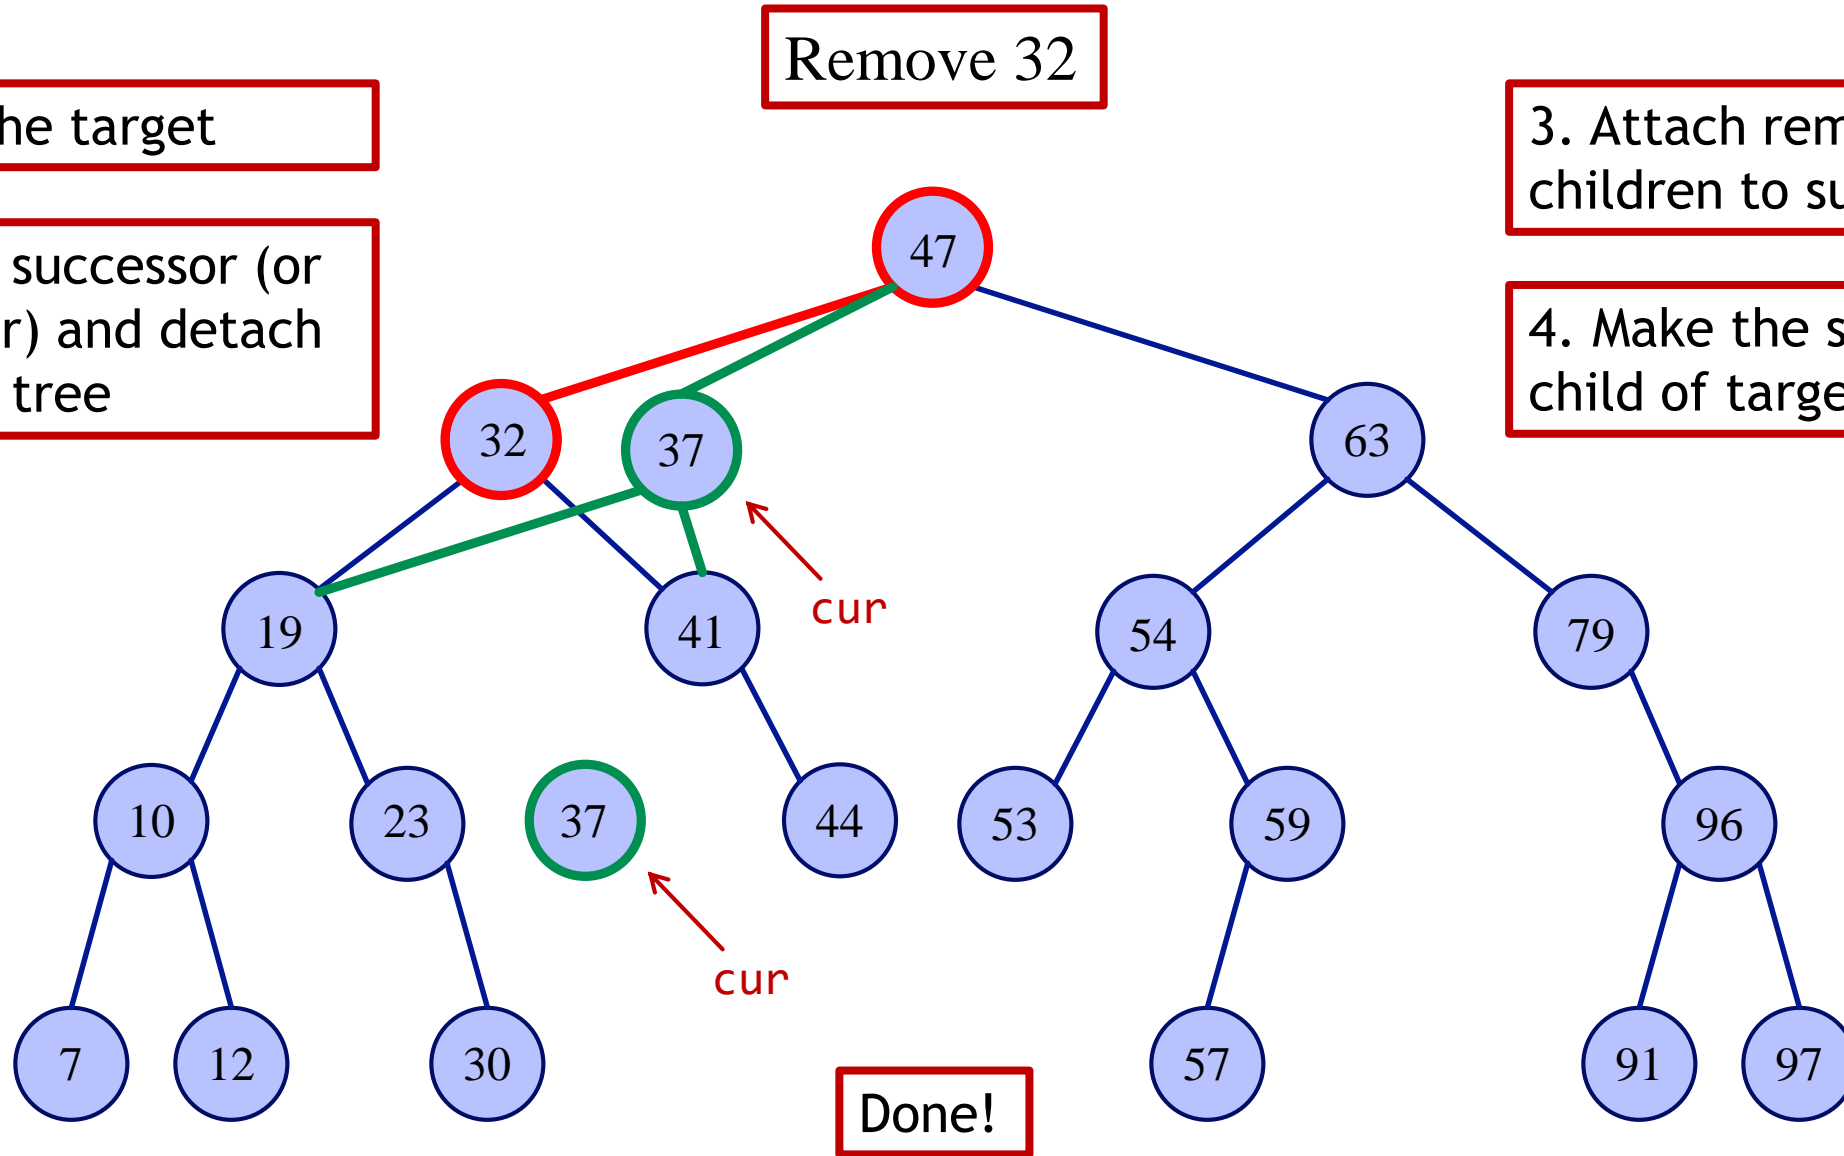 Remove 32
he target
successor (or
r) and detach
tree
3. Attach rem
children to su
4. Make the s
child of targe
47
32
37
63
cur
19
41
54
79
10
23
37
44
53
59
96
cur
7
12
30
57
91
97
Done!